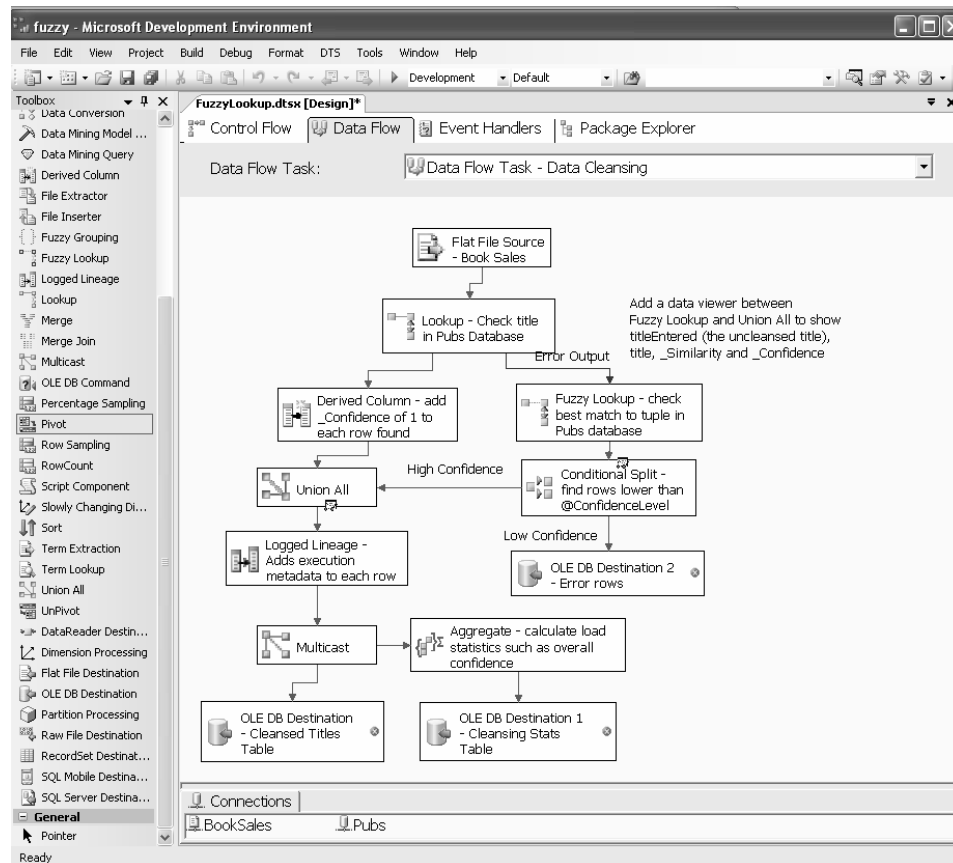 fuzzy - Microsoft Development Environment
File Edit View Project Build Debug Format DTS Tools Window Help
Development Default
Toolbox
Data Conversion
Data Mining Model ...
Data Mining Query
Derived Column
File Extractor
File Inserter
Fuzzy Grouping
Fuzzy Lookup
Logged Lineage
Lookup
Merge
Merge Join
Multicast
OLE DB Command
Percentage Sampling
Pivot
Row Sampling
RowCount
Script Component
Slowly Changing Di...
Sort
Term Extraction
Term Lookup
Union All
UnPivot
DataReader Destin...
Dimension Processing
Flat File Destination
OLE DB Destination
Partition Processing
Raw File Destination
RecordSet Destinat...
SQL Mobile Destina...
SQL Server Destina...
General
Pointer
FuzzyLookup.dtsx [Design]*
Control Flow Data Flow Event Handlers Package Explorer
Data Flow Task: Data Flow Task - Data Cleansing
Flat File Source
- Book Sales
Lookup - Check title
in Pubs Database
Add a data viewer between
Fuzzy Lookup and Union All to show
titleEntered (the uncleansed title),
title, _Similarity and _Confidence
Error Output
Derived Column - add
_Confidence of 1 to
each row found
Fuzzy Lookup - check
best match to tuple in
Pubs database
High Confidence
Union All
Conditional Split -
find rows lower than
@ConfidenceLevel
Low Confidence
Logged Lineage -
Adds execution
metadata to each row
OLE DB Destination 2
- Error rows
Multicast
Aggregate - calculate load
statistics such as overall
confidence
OLE DB Destination
- Cleansed Titles
Table
OLE DB Destination 1
- Cleansing Stats
Table
Connections
BookSales Pubs
Ready